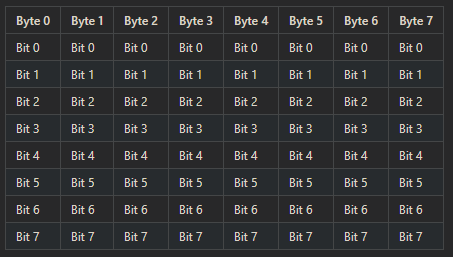 Byte 0 Byte 1 Byte 2 Byte 3 Byte 4 Byte 5 Byte 6 Byte 7
Bit 0 Bit 0 Bit 0 Bit 0 Bit 0 Bit 0 Bit 0 Bit 0
Bit 1 Bit 1 Bit 1 Bit 1 Bit 1 Bit 1 Bit 1 Bit 1
Bit 2 Bit 2 Bit 2 Bit 2 Bit 2 Bit 2 Bit 2 Bit 2
Bit 3 Bit 3 Bit 3 Bit 3 Bit 3 Bit 3 Bit 3 Bit 3
Bit 4 Bit 4 Bit 4 Bit 4 Bit 4 Bit 4 Bit 4 Bit 4
Bit 5 Bit 5 Bit 5 Bit 5 Bit 5 Bit 5 Bit 5 Bit 5
Bit 6 Bit 6 Bit 6 Bit 6 Bit 6 Bit 6 Bit 6 Bit 6
Bit 7 Bit 7 Bit 7 Bit 7 Bit 7 Bit 7 Bit 7 Bit 7